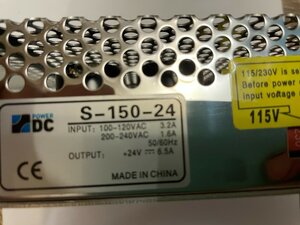 POWER
DC
S-150-24
INPUT: 100-120VAC 3.2A
200-240VAC 1.6A
50/60Hz
OUTPUT: +24V ⎓ 6.5A
CE
MADE IN CHINA
115/230V is se
Before power
input voltage
115V